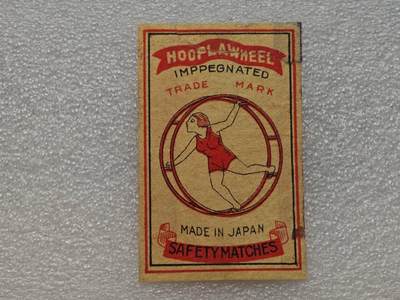 HOOPLAWHEEL
IMPPEGNATED
TRADE MARK
MADE IN JAPAN
SAFETY MATCHES